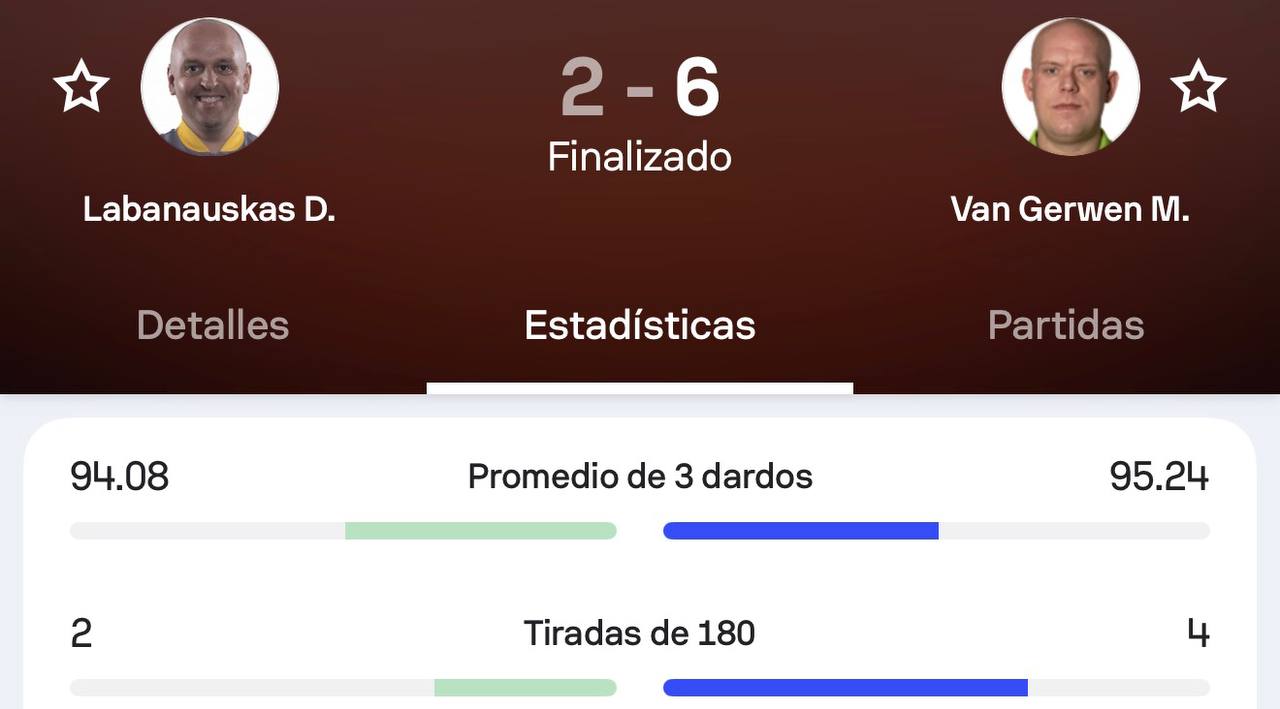 2 - 6
Finalizado
Labanauskas D.
Van Gerwen M.
Detalles
Estadísticas
Partidas
94.08
Promedio de 3 dardos
95.24
2
Tiradas de 180
4